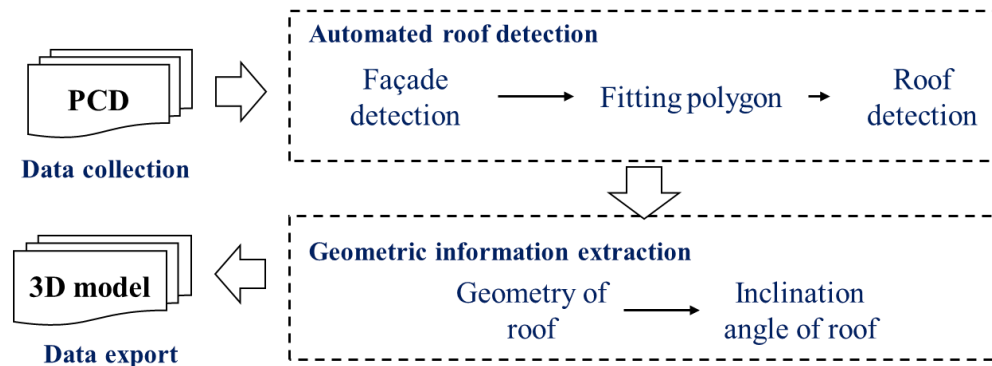 Automated roof detection
PCD
Façade
detection
Fitting polygon
Roof
detection
Data collection
Geometric information extraction
3D model
Geometry of
roof
Inclination
angle of roof
Data export